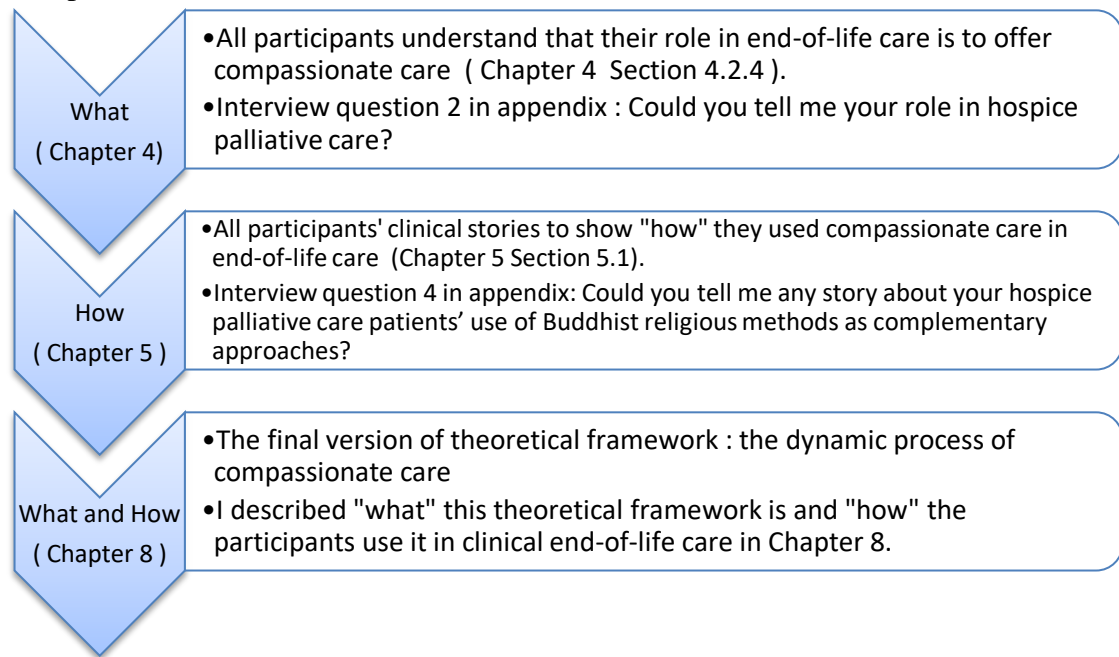 What
( Chapter 4)
•All participants understand that their role in end-of-life care is to offer
compassionate care  ( Chapter 4  Section 4.2.4 ).
•Interview question 2 in appendix : Could you tell me your role in hospice
palliative care?
How
( Chapter 5 )
•All participants' clinical stories to show "how" they used compassionate care in
end-of-life care  (Chapter 5 Section 5.1).
•Interview question 4 in appendix: Could you tell me any story about your hospice
palliative care patients’ use of Buddhist religious methods as complementary
approaches?
What and How
( Chapter 8 )
•The final version of theoretical framework : the dynamic process of
compassionate care
•I described "what" this theoretical framework is and "how" the
participants use it in clinical end-of-life care in Chapter 8.